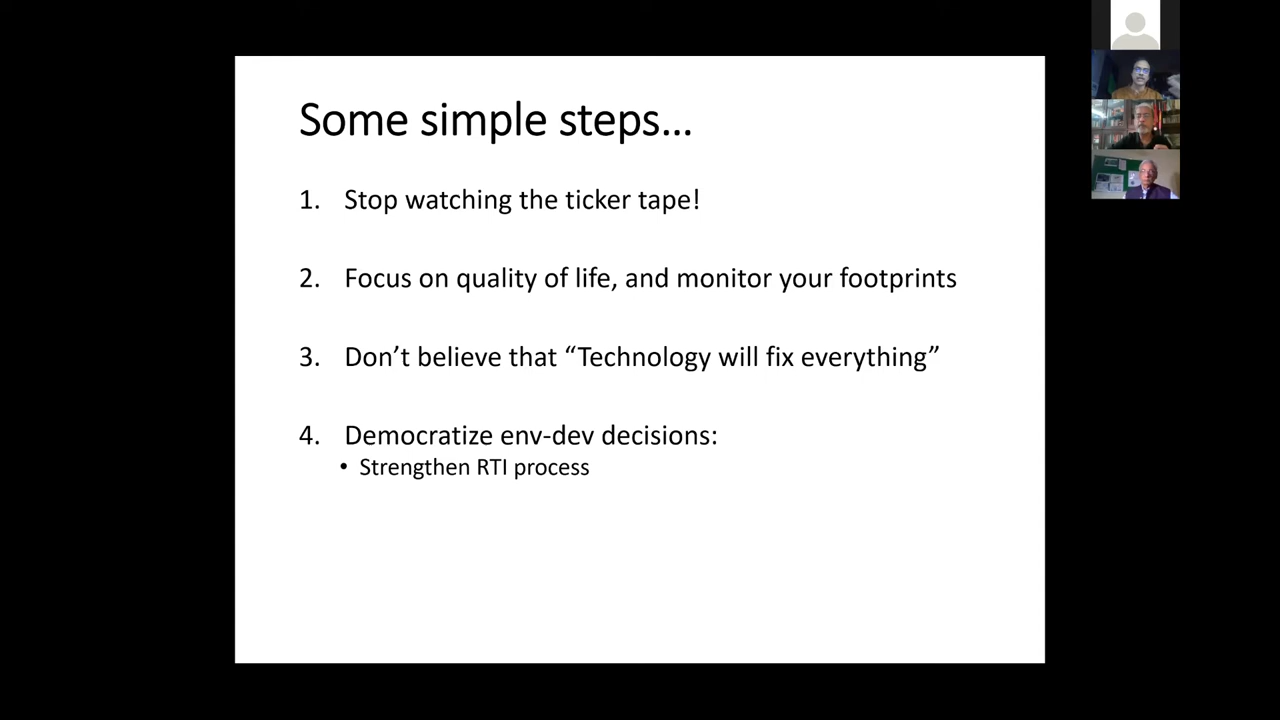 Some simple steps...
1. Stop watching the ticker tape!
2. Focus on quality of life, and monitor your footprints
3. Don’t believe that “Technology will fix everything”
4. Democratize env-dev decisions:
• Strengthen RTI process